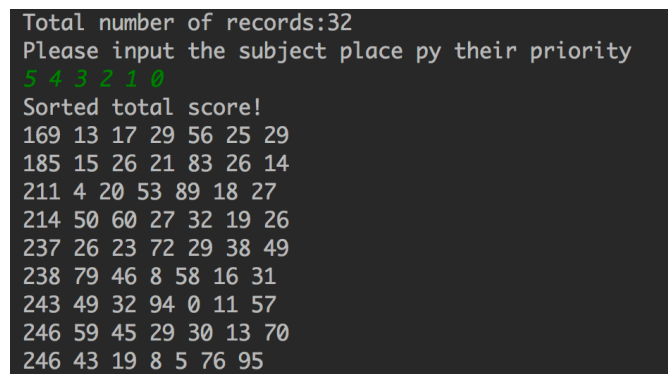 Total number of records:32
Please input the subject place py their priority
5 4 3 2 1 0
Sorted total score!
169 13 17 29 56 25 29
185 15 26 21 83 26 14
211 4 20 53 89 18 27
214 50 60 27 32 19 26
237 26 23 72 29 38 49
238 79 46 8 58 16 31
243 49 32 94 0 11 57
246 59 45 29 30 13 70
246 43 19 8 5 76 95